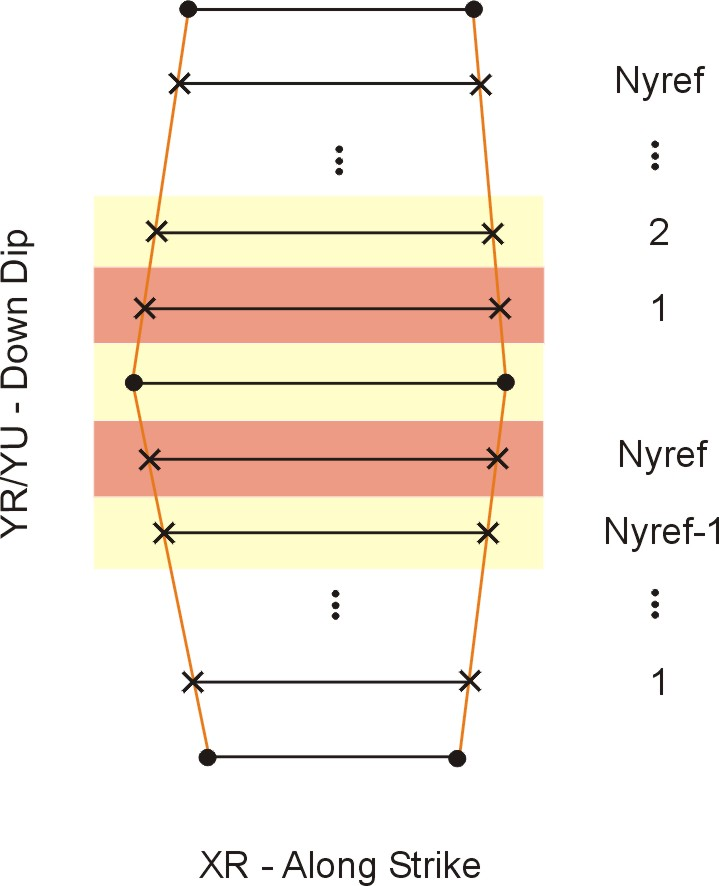 Nyref
2
1
YR/YU - Down Dip
Nyref
Nyref-1
1
XR - Along Strike